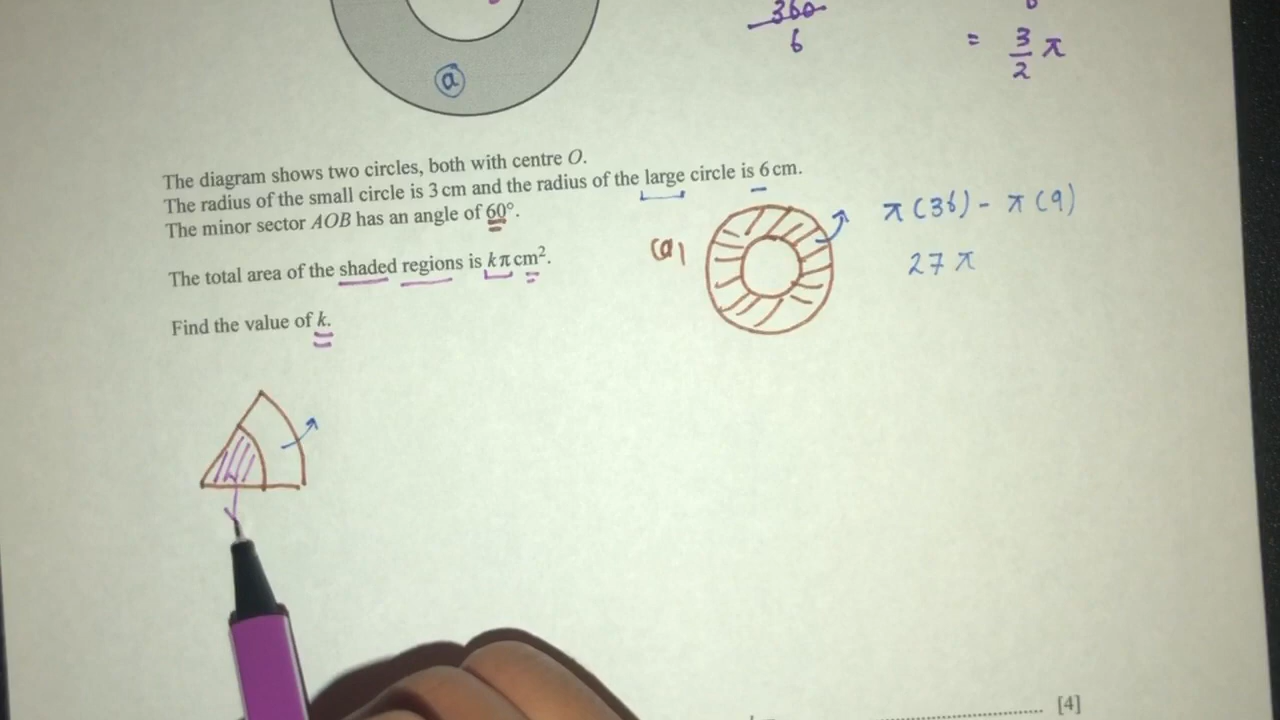 360
6
= 3/2 π
a
The diagram shows two circles, both with centre O.
The radius of the small circle is 3 cm and the radius of the large circle is 6 cm.
The minor sector AOB has an angle of 60°.
The total area of the shaded regions is kπ cm².
Find the value of k.
(a)
π(36) - π(9)
27π
[4]